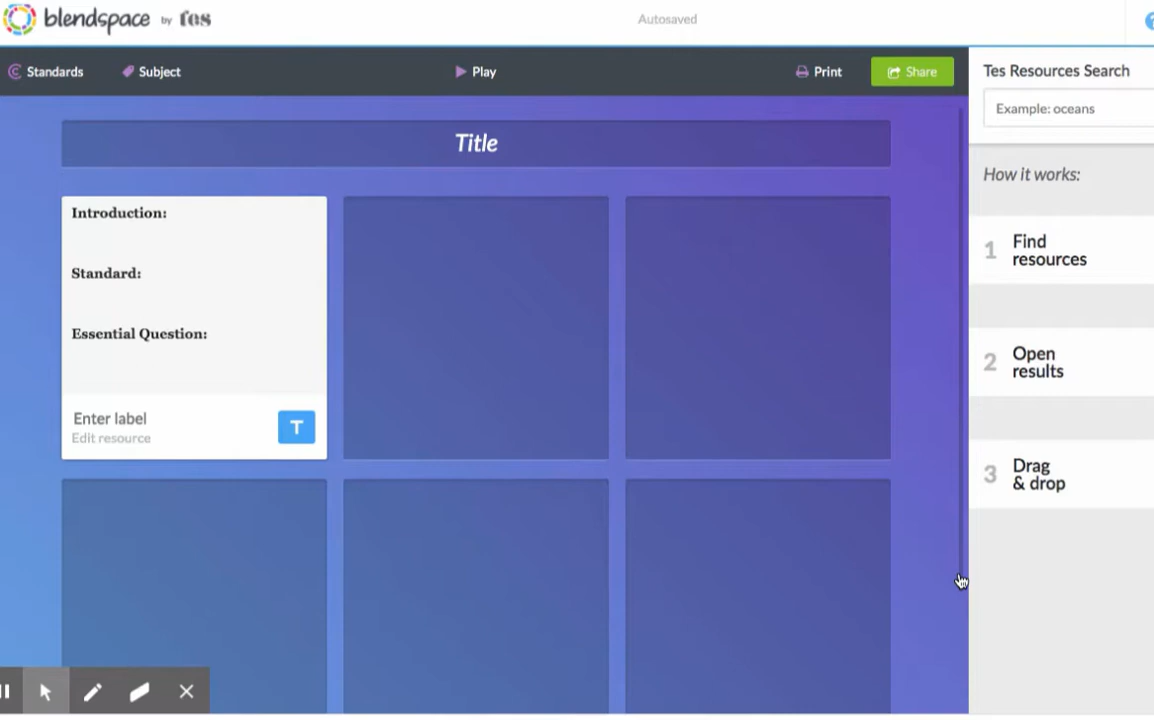 blendspace by tes
Autosaved
?
Standards
Subject
Play
Print
Share
Tes Resources Search
Example: oceans
Title
How it works:
Introduction:
Standard:
Essential Question:
Enter label
Edit resource
T
1 Find
resources
2 Open
results
3 Drag
& drop